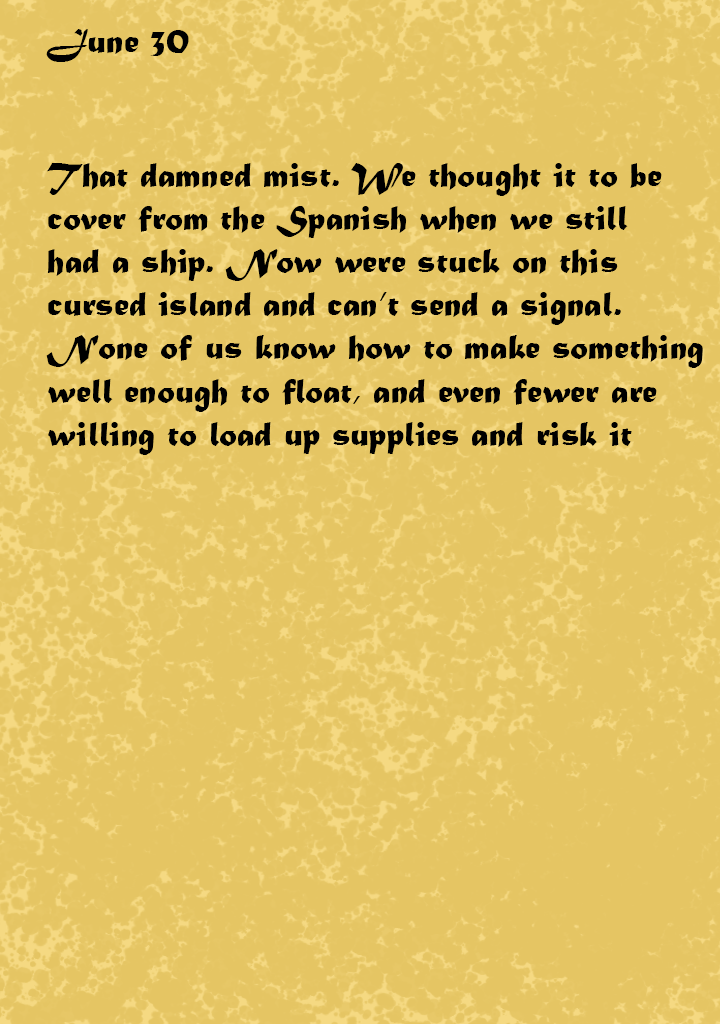 June 30
That damned mist. We thought it to be
cover from the Spanish when we still
had a ship. Now were stuck on this
cursed island and can't send a signal.
None of us know how to make something
well enough to float, and even fewer are
willing to load up supplies and risk it